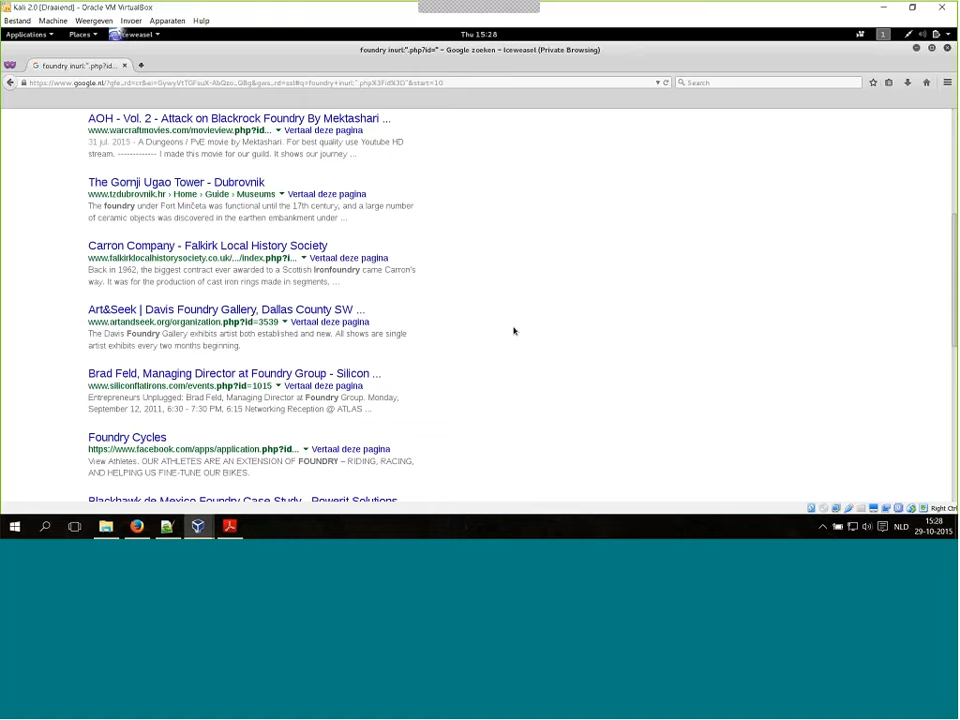 Kali 2.0 [Draaiend] - Oracle VM VirtualBox
Bestand Machine Weergeven Invoer Apparaten Hulp
Applications Places Iceweasel
Thu 15:28
1
foundry inurl:".php?id=" - Google zoeken - Iceweasel (Private Browsing)
foundry inurl:".php?id...
Search
AOH - Vol. 2 - Attack on Blackrock Foundry By Mektashari ...
www.warcraftmovies.com/movieview.php?id... Vertaal deze pagina
31 jul. 2015 - A Dungeons / PvE movie by Mektashari. For best quality use Youtube HD
stream. ------------- I made this movie for our guild. It shows our journey ...
The Gornji Ugao Tower - Dubrovnik
www.tzdubrovnik.hr › Home › Guide › Museums Vertaal deze pagina
The foundry under Fort Minčeta was functional until the 17th century, and a large number
of ceramic objects was discovered in the earthen embankment under ...
Carron Company - Falkirk Local History Society
www.falkirklocalhistorysociety.co.uk/.../index.php?i... Vertaal deze pagina
Back in 1962, the biggest contract ever awarded to a Scottish Ironfoundry came Carron's
way. It was for the production of cast iron rings made in segments, ...
Art&Seek | Davis Foundry Gallery, Dallas County SW ...
www.artandseek.org/organization.php?id=3539 Vertaal deze pagina
The Davis Foundry Gallery exhibits artist both established and new. All shows are single
artist exhibits every two months beginning.
Brad Feld, Managing Director at Foundry Group - Silicon ...
www.siliconflatirons.com/events.php?id=1015 Vertaal deze pagina
Entrepreneurs Unplugged: Brad Feld, Managing Director at Foundry Group. Monday,
September 12, 2011, 6:30 - 7:30 PM, 6:15 Networking Reception @ ATLAS ...
Foundry Cycles
https://www.facebook.com/apps/application.php?id... Vertaal deze pagina
View Athletes. OUR ATHLETES ARE AN EXTENSION OF FOUNDRY – RIDING, RACING,
AND HELPING US FINE-TUNE OUR BIKES.
Blackhawk de Mexico Foundry Case Study - Powerit Solutions
Right Ctrl
NLD
15:28
29-10-2015